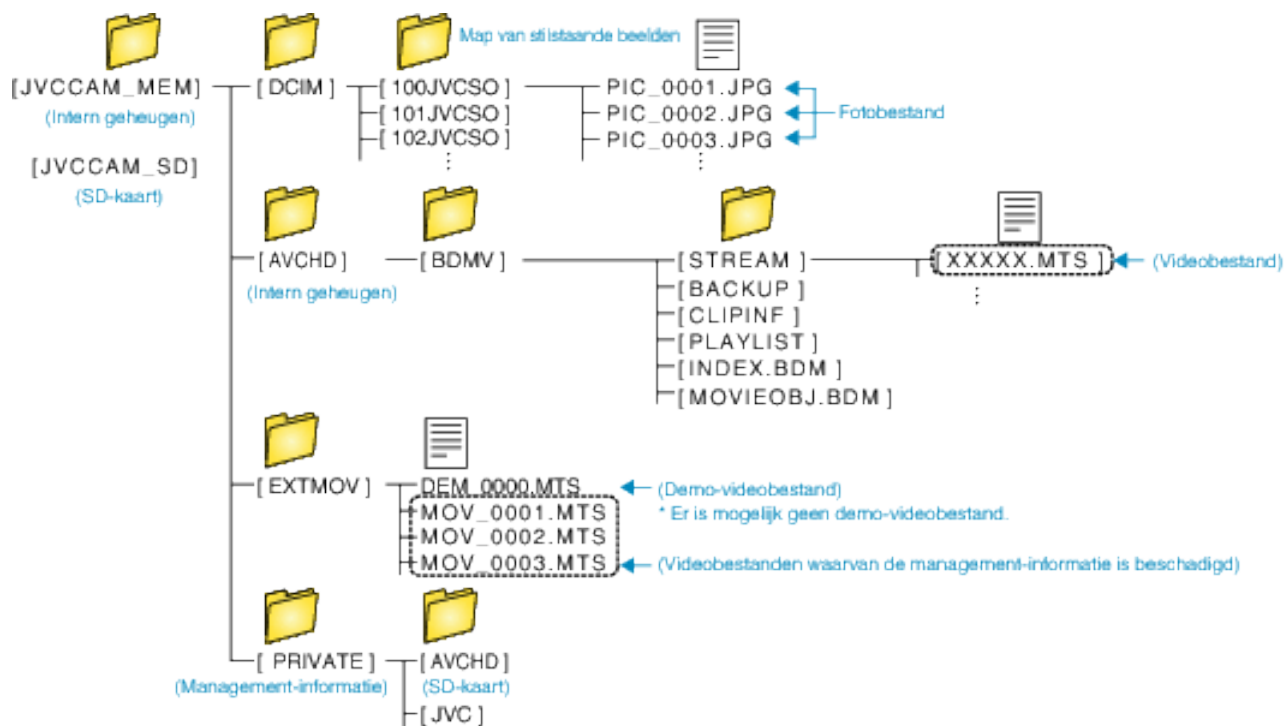 Map van stilstaande beelden
[JVCCAM_MEM] [DCIM] [100JVCSO] PIC_0001.JPG
(Intern geheugen) [101JVCSO] PIC_0002.JPG Fotobestand
[102JVCSO] PIC_0003.JPG
[JVCCAM_SD]
(SD-kaart)
[AVCHD] [BDMV] [STREAM] [XXXXX.MTS] (Videobestand)
(Intern geheugen) [BACKUP]
[CLIPINF]
[PLAYLIST]
[INDEX.BDM]
[MOVIEOBJ.BDM]
[EXTMOV] DEM_0000.MTS (Demo-videobestand)
MOV_0001.MTS * Er is mogelijk geen demo-videobestand.
MOV_0002.MTS
MOV_0003.MTS (Videobestanden waarvan de management-informatie is beschadigd)
[PRIVATE] [AVCHD]
(Management-informatie) (SD-kaart)
[JVC]